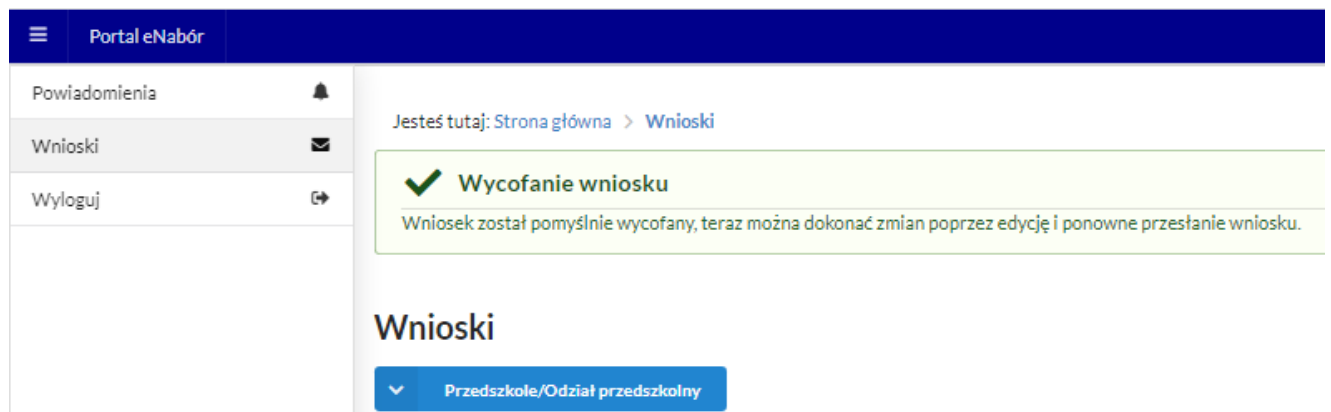 Portal eNabór
Powiadomienia
Wnioski
Wyloguj
Jesteś tutaj: Strona główna > Wnioski
Wycofanie wniosku
Wniosek został pomyślnie wycofany, teraz można dokonać zmian poprzez edycję i ponowne przesłanie wniosku.
Wnioski
Przedszkole/Odział przedszkolny